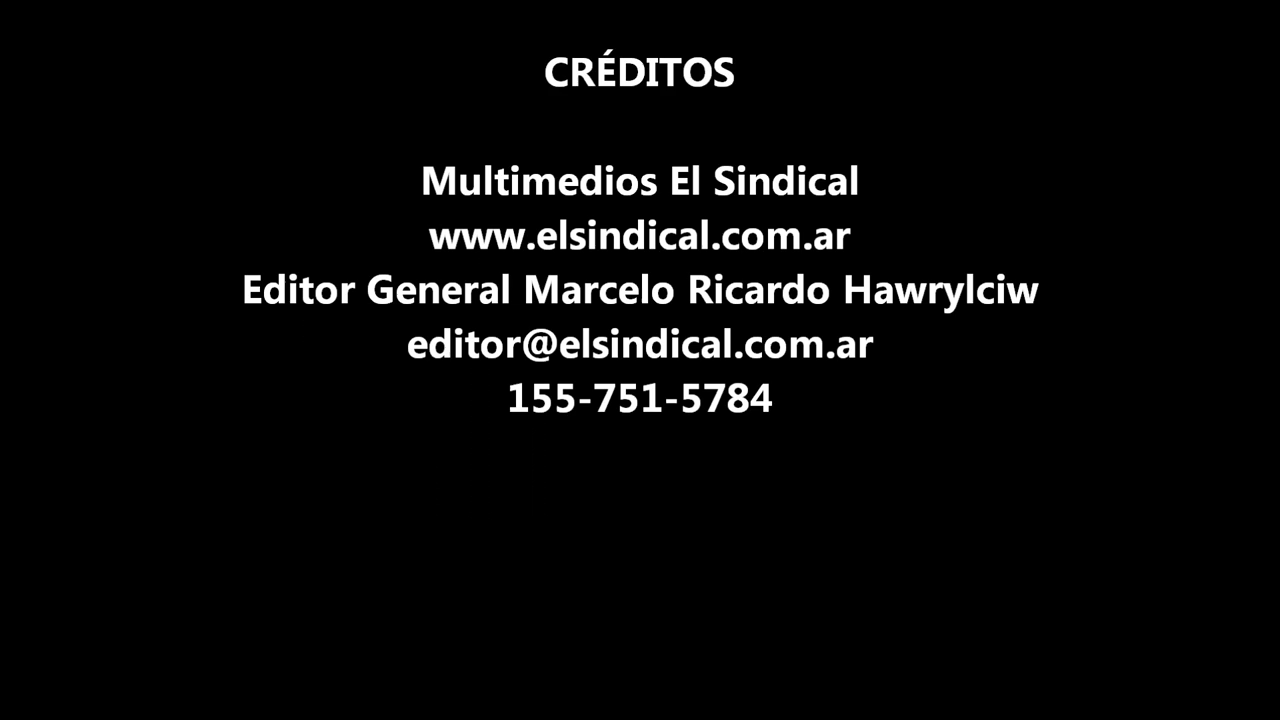 CRÉDITOS
Multimedios El Sindical
www.elsindical.com.ar
Editor General Marcelo Ricardo Hawrylciw
editor@elsindical.com.ar
155-751-5784